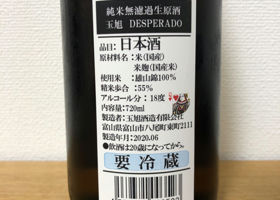 純米無濾過生原酒
玉旭 DESPERADO
品目：日本酒
原材料名：米(国産)
米麹(国産米)
使用米 ：雄山錦100%
精米歩合 ：55%
アルコール分 ：18度
内容量：720ml
製造者：玉旭酒造有限会社
富山県富山市八尾町東町2111
製造年月：2020.06
●飲酒は20歳になってから。
要冷蔵